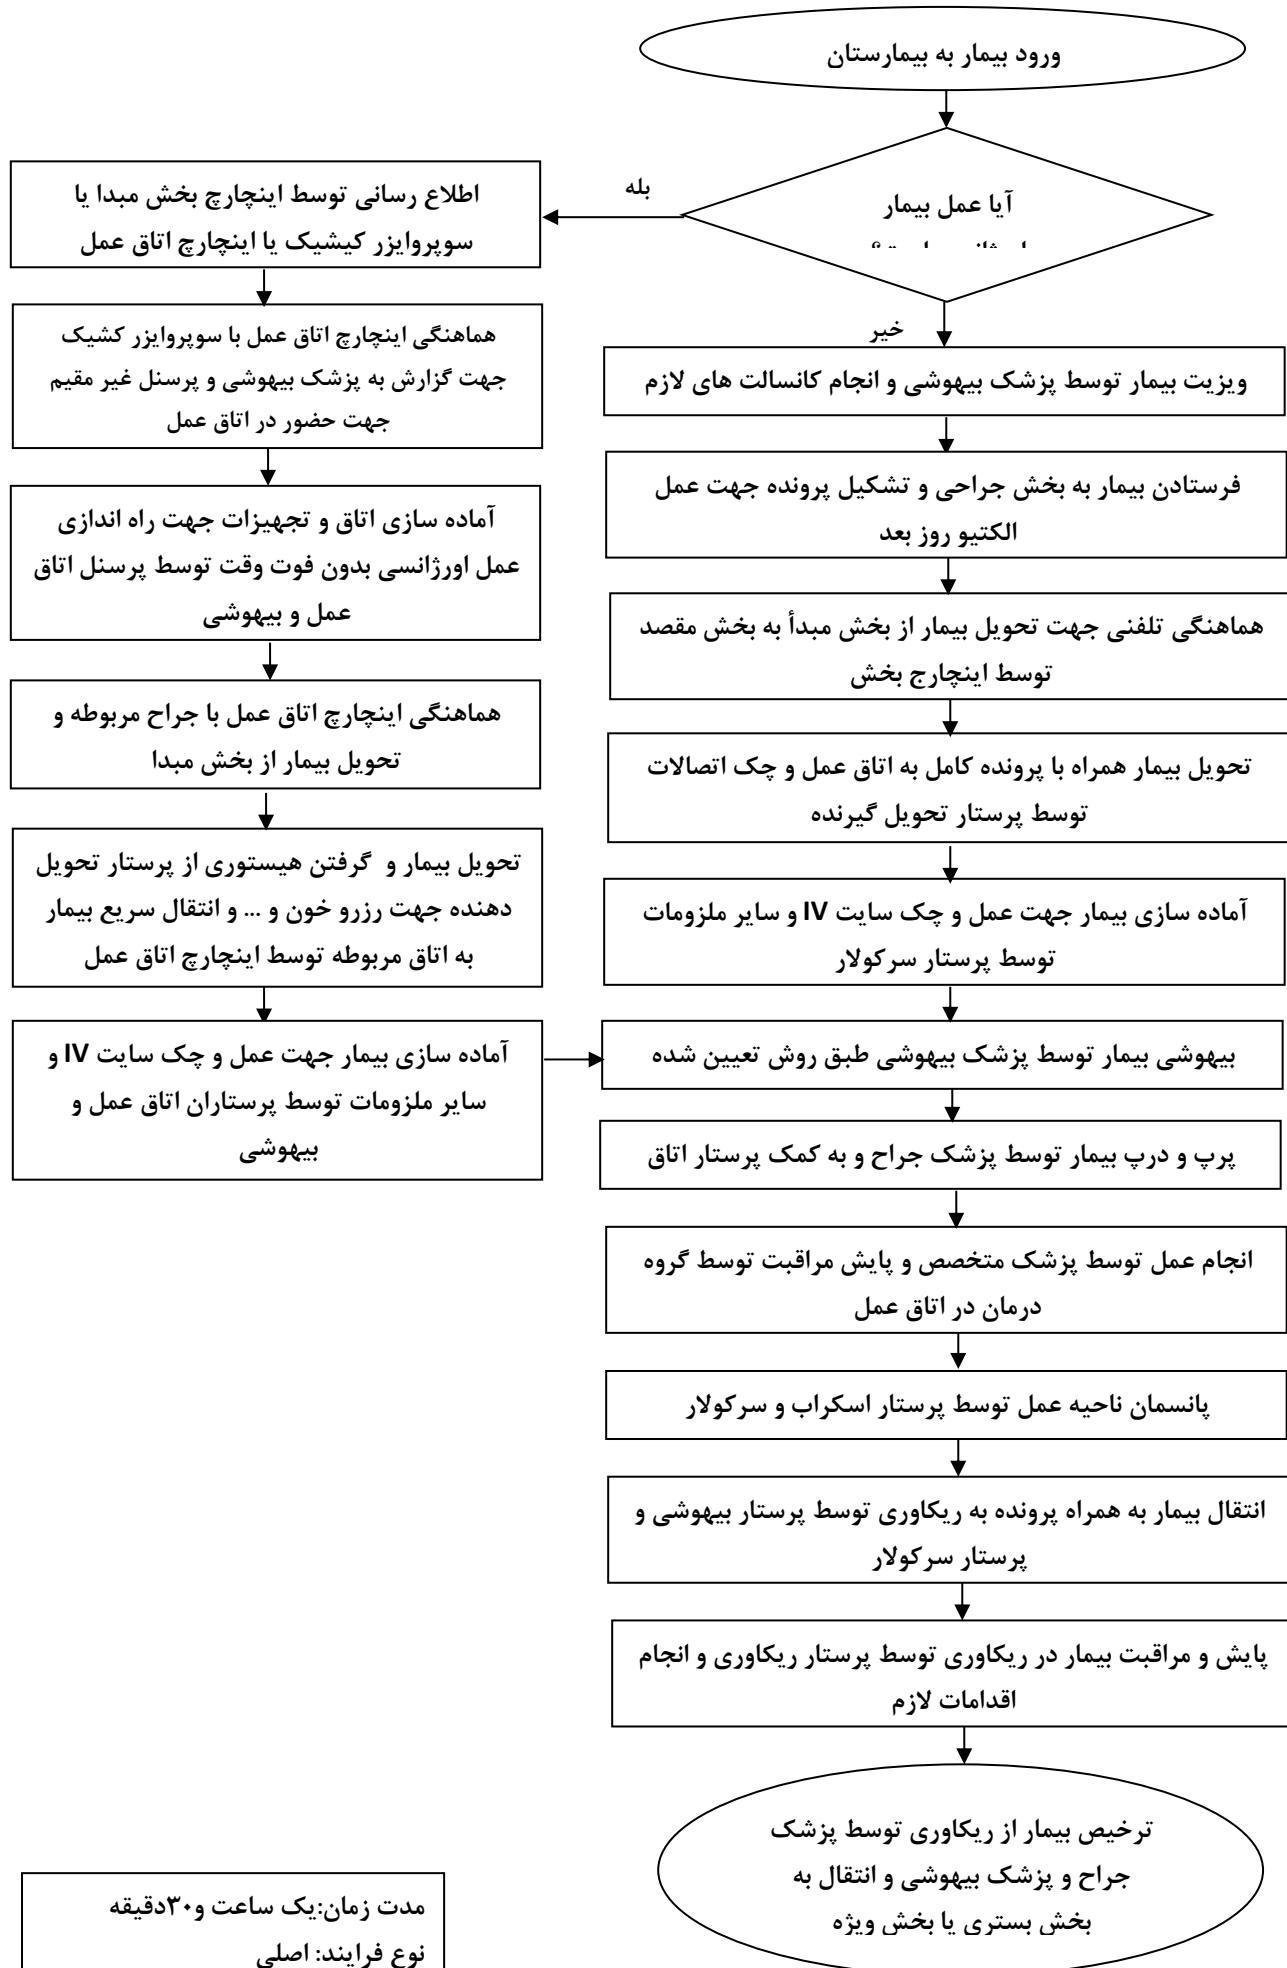 ورود بیمار به بیمارستان
آیا عمل بیمار
بله
خیر
اطلاع رسانی توسط اینچارچ بخش مبدا یا
سوپروایزر کیشیک یا اینچارچ اتاق عمل
هماهنگی اینچارچ اتاق عمل با سوپروایزر کشیک
جهت گزارش به پزشک بیهوشی و پرسنل غیر مقیم
جهت حضور در اتاق عمل
آماده سازی اتاق و تجهیزات جهت راه اندازی
عمل اورژانسی بدون فوت وقت توسط پرسنل اتاق
عمل و بیهوشی
هماهنگی اینچارچ اتاق عمل با جراح مربوطه و
تحویل بیمار از بخش مبدا
تحویل بیمار و گرفتن هیستوری از پرستار تحویل
دهنده جهت رزرو خون و ... و انتقال سریع بیمار
به اتاق مربوطه توسط اینچارچ اتاق عمل
آماده سازی بیمار جهت عمل و چک سایت IV و
سایر ملزومات توسط پرستاران اتاق عمل و
بیهوشی
ویزیت بیمار توسط پزشک بیهوشی و انجام کانسالت های لازم
فرستادن بیمار به بخش جراحی و تشکیل پرونده جهت عمل
الکتیو روز بعد
هماهنگی تلفنی جهت تحویل بیمار از بخش مبدأ به بخش مقصد
توسط اینچارج بخش
تحویل بیمار همراه با پرونده کامل به اتاق عمل و چک اتصالات
توسط پرستار تحویل گیرنده
آماده سازی بیمار جهت عمل و چک سایت IV و سایر ملزومات
توسط پرستار سرکولار
بیهوشی بیمار توسط پزشک بیهوشی طبق روش تعیین شده
پرپ و درپ بیمار توسط پزشک جراح و به کمک پرستار اتاق
انجام عمل توسط پزشک متخصص و پایش مراقبت توسط گروه
درمان در اتاق عمل
پانسمان ناحیه عمل توسط پرستار اسکراب و سرکولار
انتقال بیمار به همراه پرونده به ریکاوری توسط پرستار بیهوشی و
پرستار سرکولار
پایش و مراقبت بیمار در ریکاوری توسط پرستار ریکاوری و انجام
اقدامات لازم
ترخیص بیمار از ریکاوری توسط پزشک
جراح و پزشک بیهوشی و انتقال به
بخش بستری یا بخش ویژه
مدت زمان:یک ساعت و۳۰دقیقه
نوع فرایند: اصلی